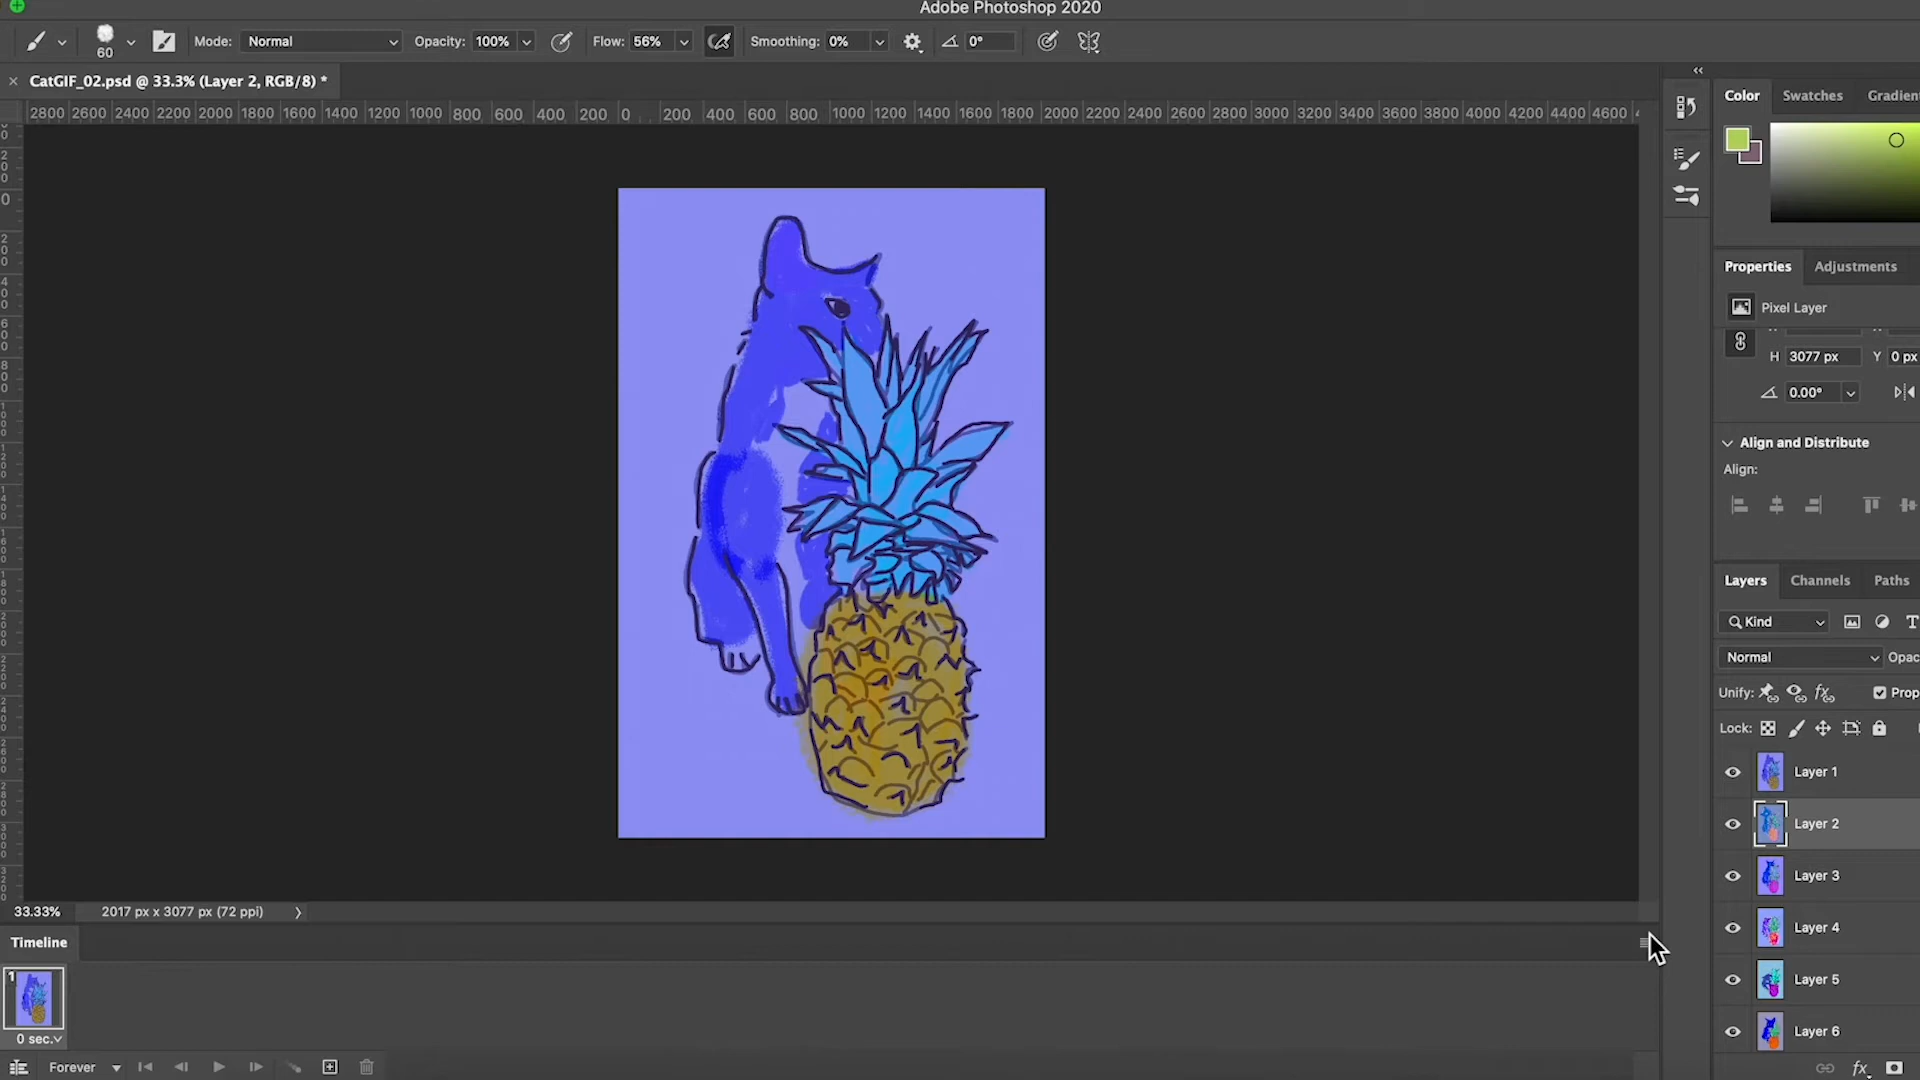 Adobe Photoshop 2020
60
Mode: Normal
Opacity: 100%
Flow: 56%
Smoothing: 0%
0°
CatGIF_02.psd @ 33.3% (Layer 2, RGB/8) *
2800 2600 2400 2200 2000 1800 1600 1400 1200 1000 800 600 400 200 0 200 400 600 800 1000 1200 1400 1600 1800 2000 2200 2400 2600 2800 3000 3200 3400 3600 3800 4000 4200 4400 4600
Color Swatches Gradien
Properties Adjustments
Pixel Layer
H 3077 px Y 0 px
0.00°
Align and Distribute
Align:
Layers Channels Paths
Kind
Normal Opac
Unify: Prop
Lock:
Layer 1
Layer 2
Layer 3
Layer 4
Layer 5
Layer 6
fx
33.33% 2017 px x 3077 px (72 ppi)
Timeline
1
0 sec.
Forever